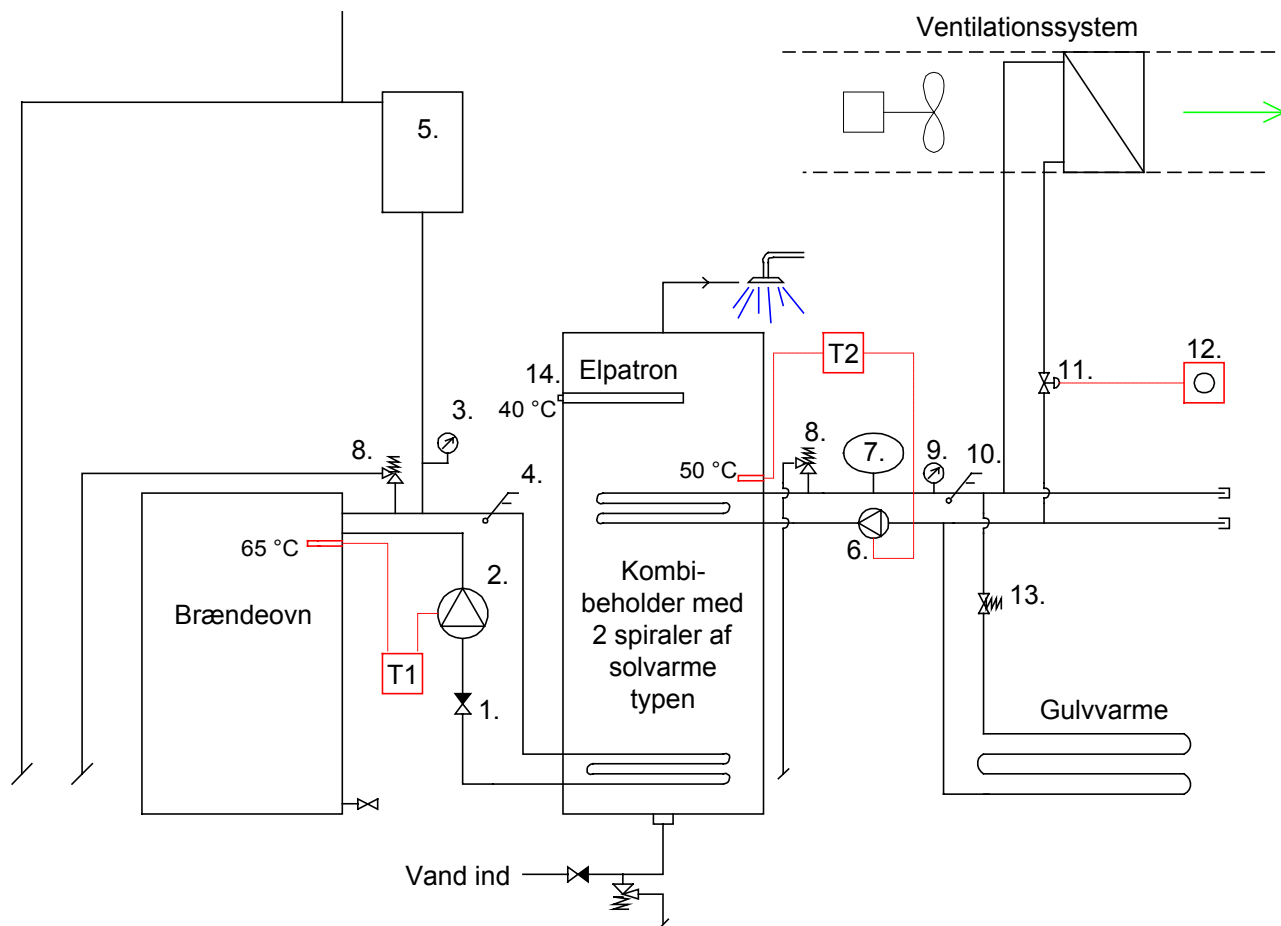 Ventilationssystem
5.
T2
12.
11.
Elpatron
14.
40 °C
3.
8.
8.
7.
9.
10.
50 °C
4.
65 °C
6.
2.
Kombi-
beholder med
2 spiraler af
solvarme
typen
13.
Brændeovn
T1
1.
Gulvvarme
Vand ind